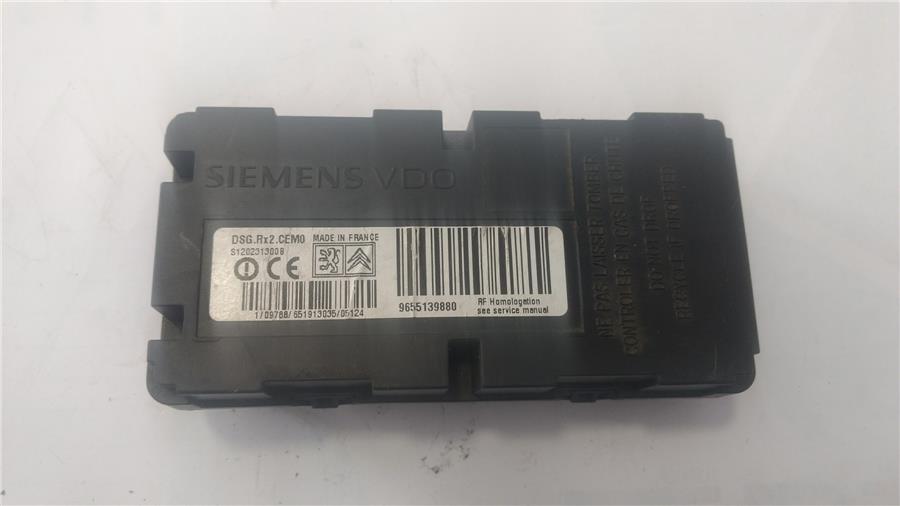 SIEMENS VDO
DSG.Rx2.CEM0 MADE IN FRANCE
S120231300B
CE
1/09788/651913035/05124
9655139880
RF Homologation
see service manual
NE PAS LAISSER TOMBER
CONTROLER EN CAS DE CHUTE
DO NOT DROP
RECYCLE DROPPED